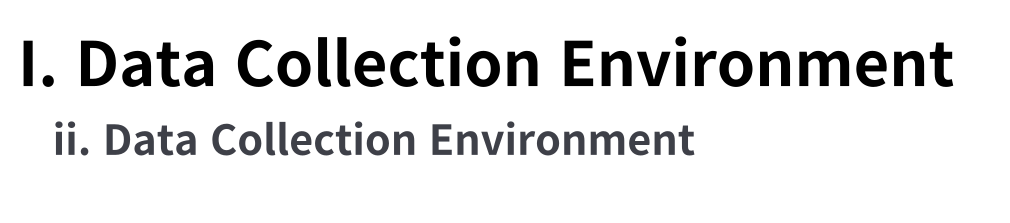 I. Data Collection Environment
ii. Data Collection Environment